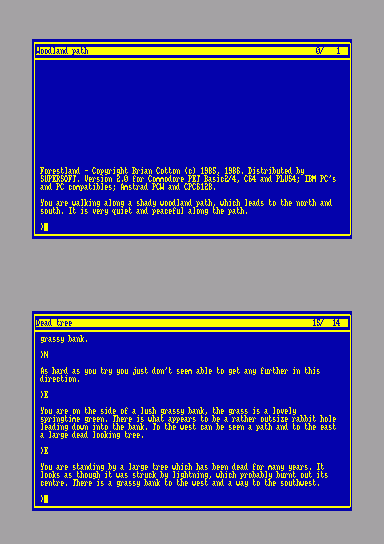 Woodland path 0/ 1
Forestland - Copyright Brian Cotton (c) 1985, 1986. Distributed by
SUPERSOFT. Version 2.0 for Commodore PET Basic2/4, C64 and PLUS4; IBM PC's
and PC compatibles; Amstrad PCW and CPC6128.
You are walking along a shady woodland path, which leads to the north and
south. It is very quiet and peaceful along the path.
>
Dead tree 15/ 14
grassy bank.
>N
As hard as you try you just don't seem able to get any further in this
direction.
>E
You are on the side of a lush grassy bank, the grass is a lovely
springtime green. There is what appears to be a rather outsize rabbit hole
leading down into the bank. To the west can be seen a path and to the east
a large dead looking tree.
>E
You are standing by a large tree which has been dead for many years. It
looks as though it was struck by lightning, which probably burnt out its
centre. There is a grassy bank to the west and a way to the southwest.
>